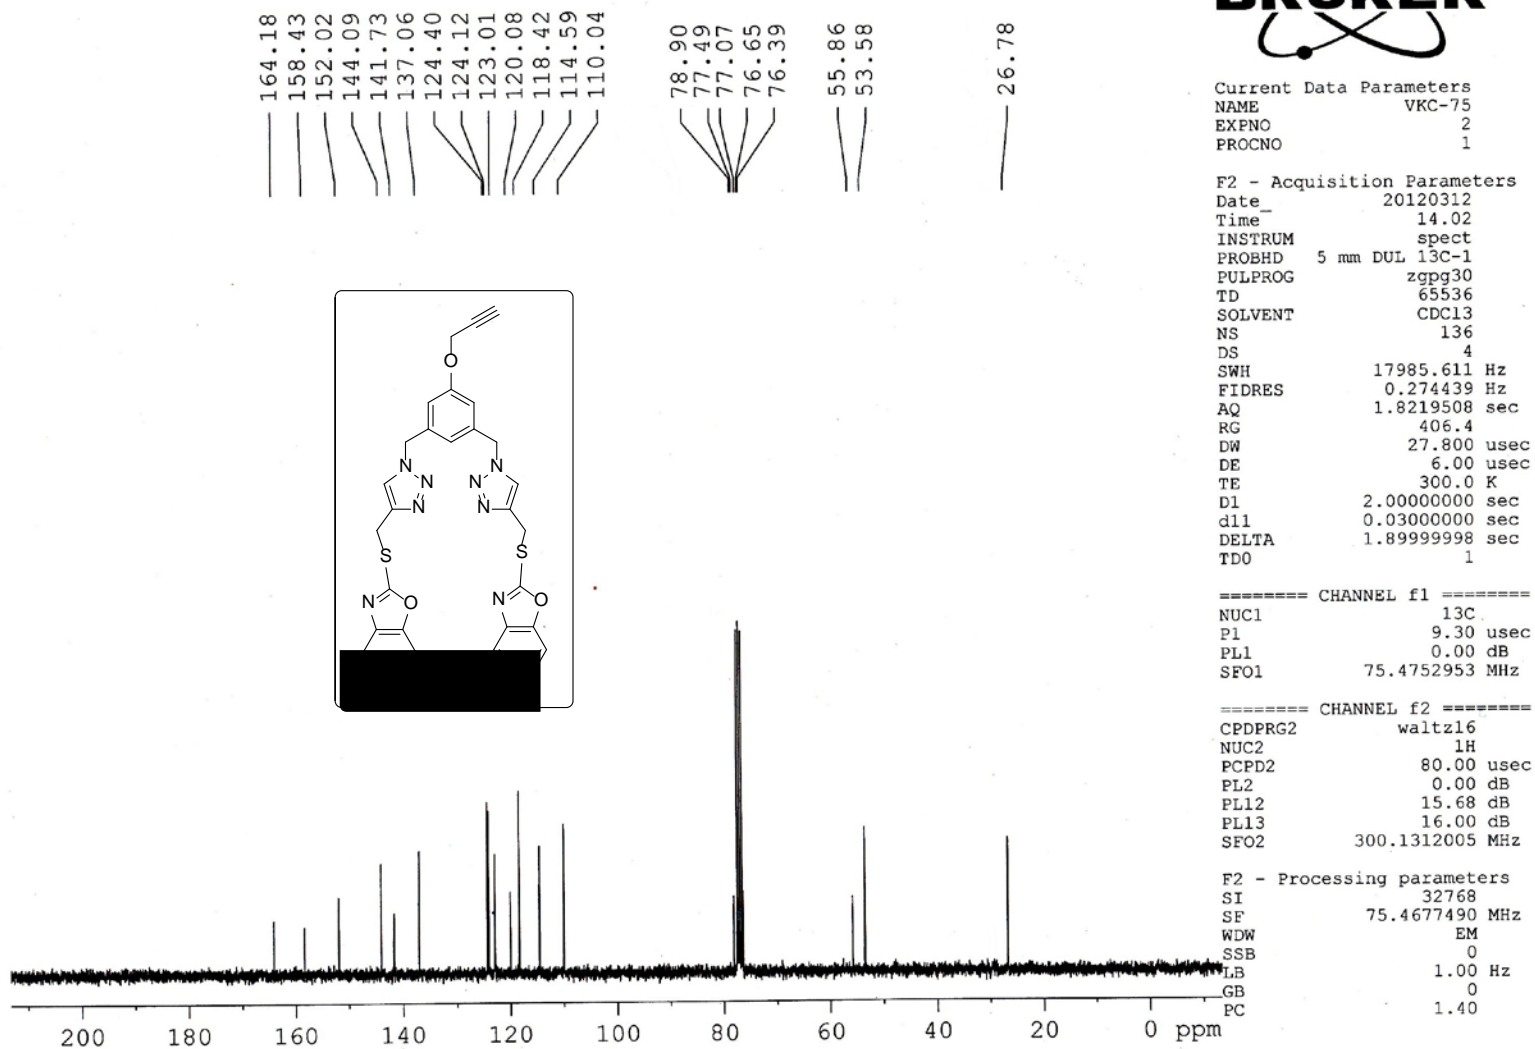 BRUKER
164.18
158.43
152.02
144.09
141.73
137.06
124.40
124.12
123.01
120.08
118.42
114.59
110.04
78.90
77.49
77.07
76.65
76.39
55.86
53.58
26.78
Current Data Parameters
NAME VKC-75
EXPNO 2
PROCNO 1
F2 - Acquisition Parameters
Date_ 20120312
Time 14.02
INSTRUM spect
PROBHD 5 mm DUL 13C-1
PULPROG zgpg30
TD 65536
SOLVENT CDCl3
NS 136
DS 4
SWH 17985.611 Hz
FIDRES 0.274439 Hz
AQ 1.8219508 sec
RG 406.4
DW 27.800 usec
DE 6.00 usec
TE 300.0 K
D1 2.00000000 sec
d11 0.03000000 sec
DELTA 1.89999998 sec
TD0 1
======== CHANNEL f1 ========
NUC1 13C
P1 9.30 usec
PL1 0.00 dB
SFO1 75.4752953 MHz
======== CHANNEL f2 ========
CPDPRG2 waltz16
NUC2 1H
PCPD2 80.00 usec
PL2 0.00 dB
PL12 15.68 dB
PL13 16.00 dB
SFO2 300.1312005 MHz
F2 - Processing parameters
SI 32768
SF 75.4677490 MHz
WDW EM
SSB 0
LB 1.00 Hz
GB 0
PC 1.40
O
N N
N N
N N
S S
N O N O
200 180 160 140 120 100 80 60 40 20 0 ppm